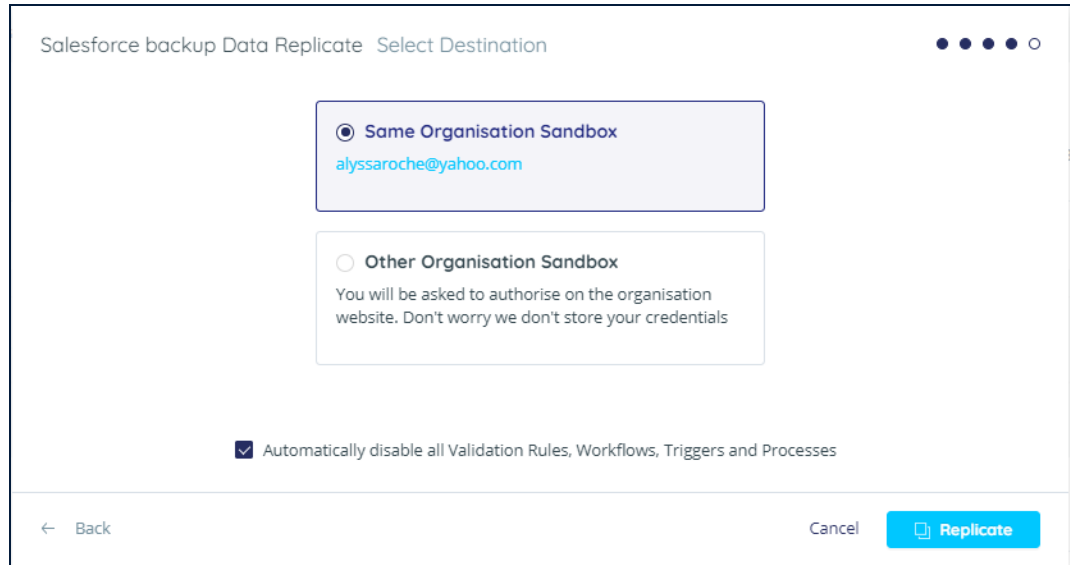 Salesforce backup Data Replicate Select Destination
Same Organisation Sandbox
alyssaroche@yahoo.com
Other Organisation Sandbox
You will be asked to authorise on the organisation
website. Don't worry we don't store your credentials
Automatically disable all Validation Rules, Workflows, Triggers and Processes
← Back
Cancel
Replicate